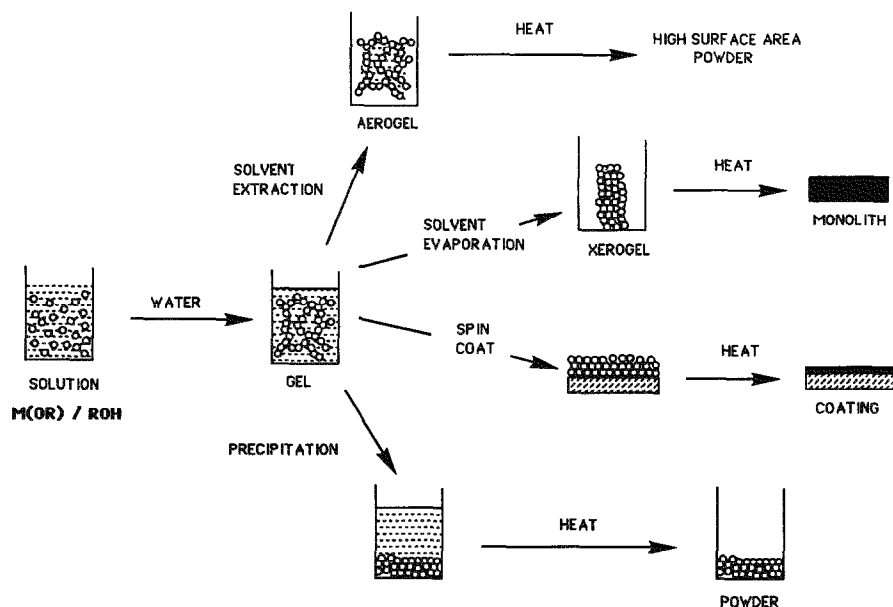 HEAT
HIGH SURFACE AREA
POWDER
AEROGEL
SOLVENT
EXTRACTION
HEAT
SOLVENT
EVAPORATION
XEROGEL
MONOLITH
WATER
SPIN
COAT
HEAT
SOLUTION
GEL
COATING
M(OR) / ROH
PRECIPITATION
HEAT
POWDER